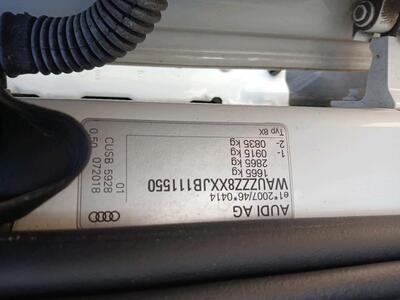 AUDI AG
e1*2007/46*0414
WAUZZZ8XXJB111550
1665 kg
2865 kg
1- 0915 kg
2- 0835 kg
Typ 8X
01
CUSB 5928
0.50 072018